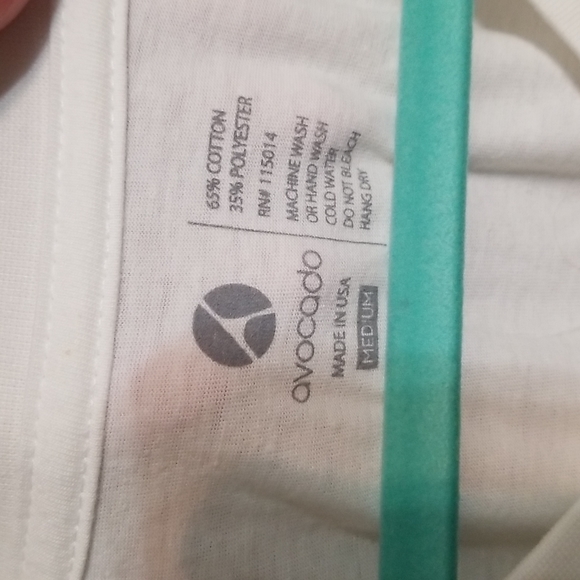 65% COTTON
35% POLYESTER
RN# 115014
MACHINE WASH
OR HAND WASH
COLD WATER
DO NOT BLEACH
HANG DRY
avocado
MADE IN USA
MEDIUM